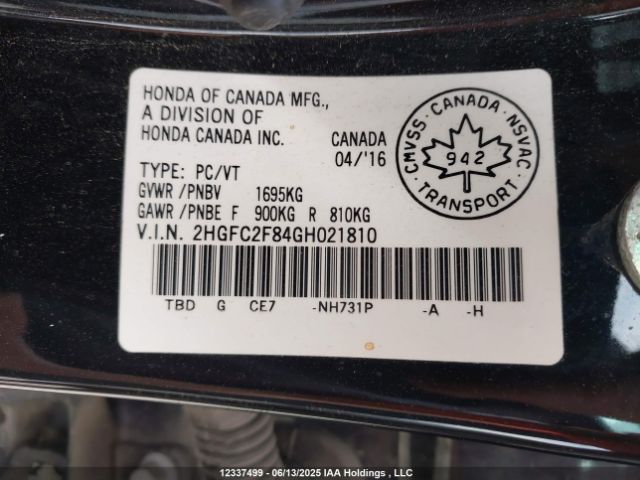 HONDA OF CANADA MFG.,
A DIVISION OF
HONDA CANADA INC. CANADA
04/'16
TYPE: PC/VT
GVWR/PNBV 1695KG
GAWR/PNBE F 900KG R 810KG
V.I.N. 2HGFC2F84GH021810
TBD G CE7 -NH731P -A -H
CMVSS · CANADA · NSVAC
942
TRANSPORT
12337499 - 06/13/2025 IAA Holdings , LLC